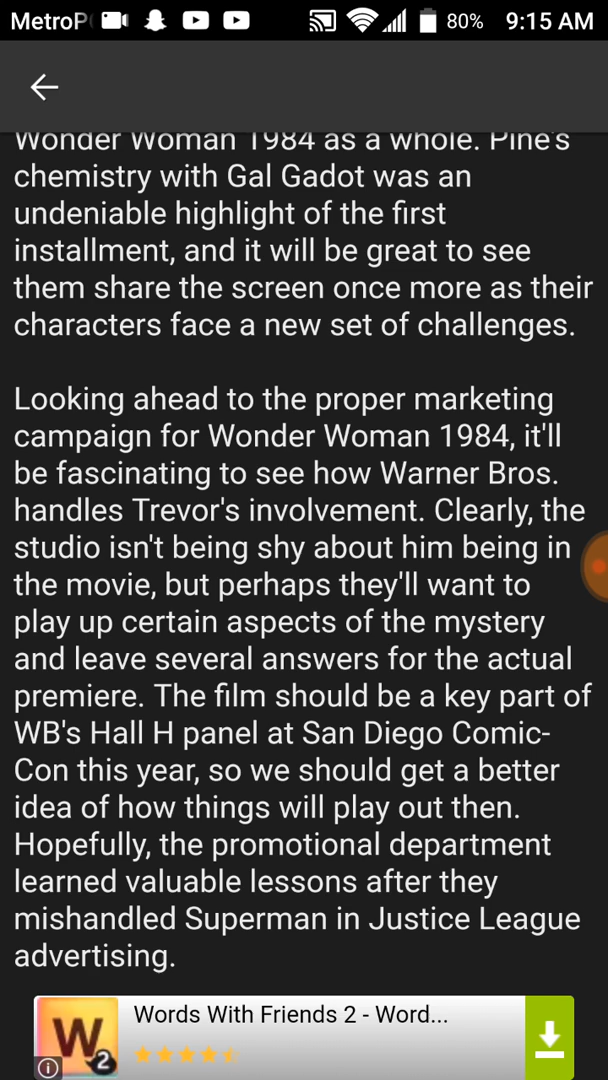 MetroP 80% 9:15 AM
Wonder Woman 1984 as a whole. Pine's
chemistry with Gal Gadot was an
undeniable highlight of the first
installment, and it will be great to see
them share the screen once more as their
characters face a new set of challenges.
Looking ahead to the proper marketing
campaign for Wonder Woman 1984, it'll
be fascinating to see how Warner Bros.
handles Trevor's involvement. Clearly, the
studio isn't being shy about him being in
the movie, but perhaps they'll want to
play up certain aspects of the mystery
and leave several answers for the actual
premiere. The film should be a key part of
WB's Hall H panel at San Diego Comic-
Con this year, so we should get a better
idea of how things will play out then.
Hopefully, the promotional department
learned valuable lessons after they
mishandled Superman in Justice League
advertising.
Words With Friends 2 - Word...
W2